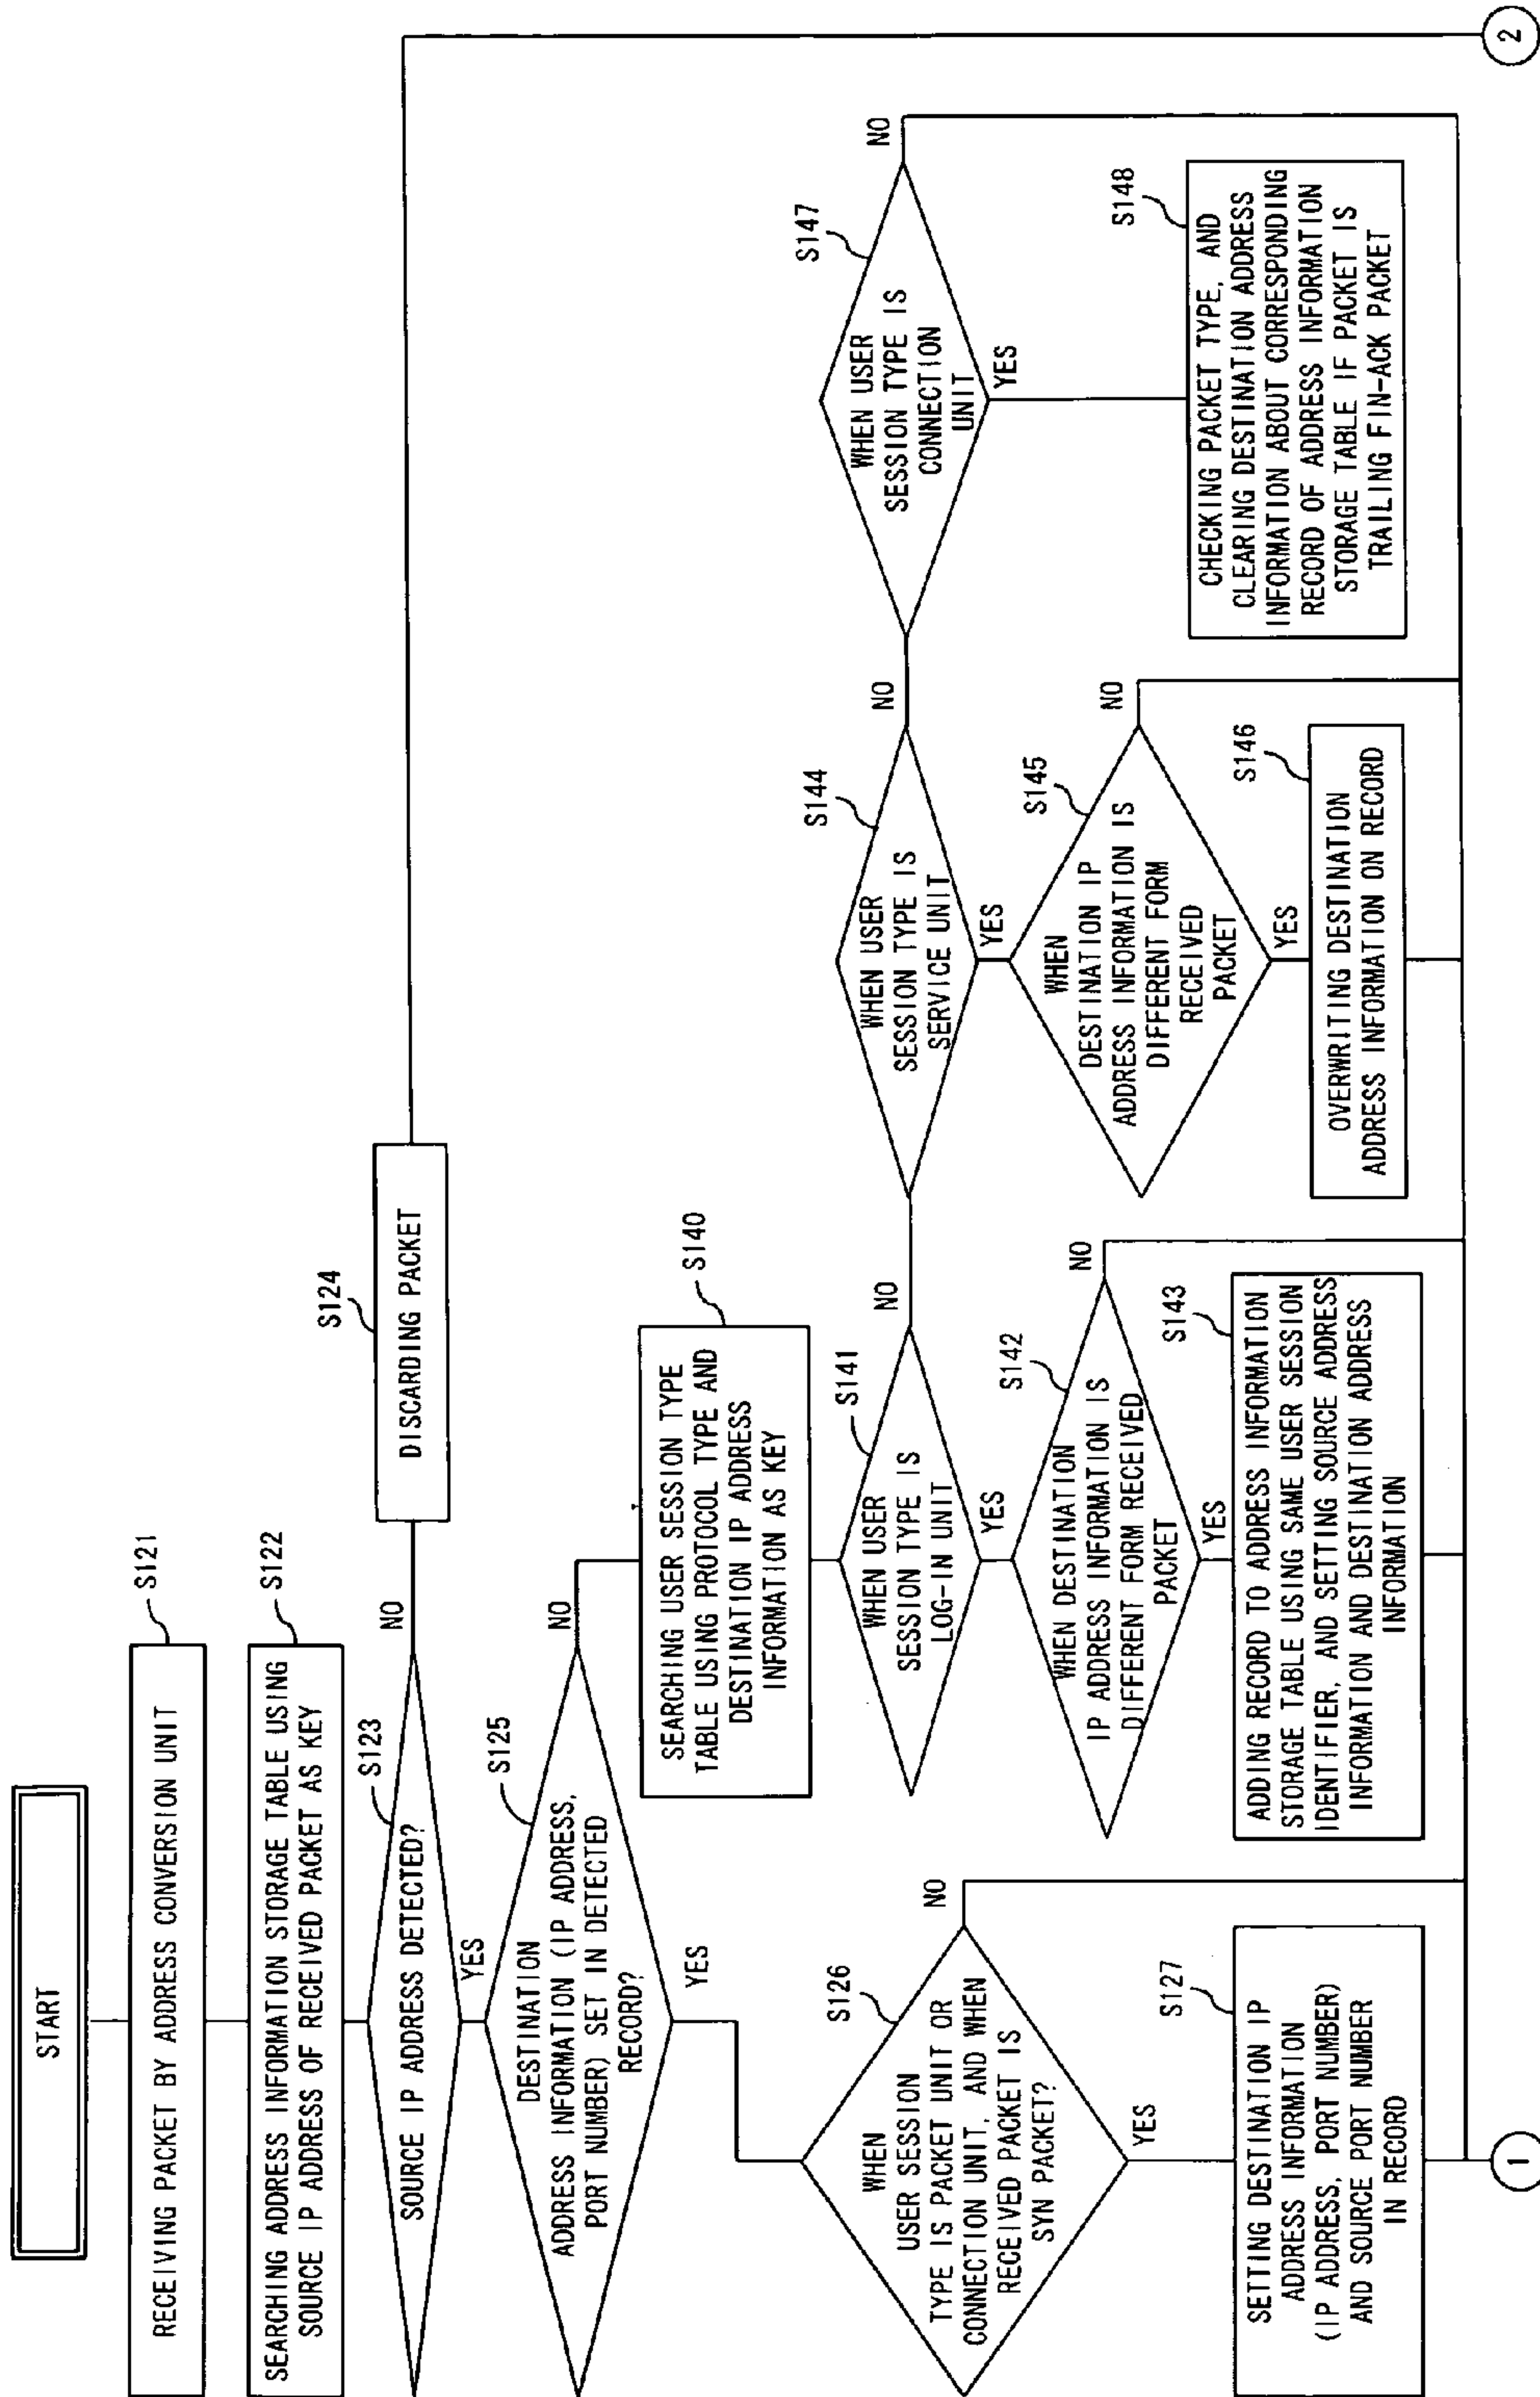 START
RECEIVING PACKET BY ADDRESS CONVERSION UNIT
S121
SEARCHING ADDRESS INFORMATION STORAGE TABLE USING
SOURCE IP ADDRESS OF RECEIVED PACKET AS KEY
S122
SOURCE IP ADDRESS DETECTED?
S123
NO
YES
DISCARDING PACKET
S124
DESTINATION
ADDRESS INFORMATION (IP ADDRESS,
PORT NUMBER) SET IN DETECTED
RECORD?
S125
NO
YES
WHEN
USER SESSION
TYPE IS PACKET UNIT OR
CONNECTION UNIT, AND WHEN
RECEIVED PACKET IS
SYN PACKET?
S126
NO
YES
SETTING DESTINATION IP
ADDRESS INFORMATION
(IP ADDRESS, PORT NUMBER)
AND SOURCE PORT NUMBER
IN RECORD
S127
1
SEARCHING USER SESSION TYPE
TABLE USING PROTOCOL TYPE AND
DESTINATION IP ADDRESS
INFORMATION AS KEY
S140
WHEN USER
SESSION TYPE IS
LOG-IN UNIT
S141
NO
YES
WHEN DESTINATION
IP ADDRESS INFORMATION IS
DIFFERENT FORM RECEIVED
PACKET
S142
NO
YES
ADDING RECORD TO ADDRESS INFORMATION
STORAGE TABLE USING SAME USER SESSION
IDENTIFIER, AND SETTING SOURCE ADDRESS
INFORMATION AND DESTINATION ADDRESS
INFORMATION
S143
WHEN USER
SESSION TYPE IS
SERVICE UNIT
S144
NO
YES
WHEN
DESTINATION IP
ADDRESS INFORMATION IS
DIFFERENT FORM
RECEIVED
PACKET
S145
NO
YES
OVERWRITING DESTINATION
ADDRESS INFORMATION ON RECORD
S146
WHEN USER
SESSION TYPE IS
CONNECTION
UNIT
S147
NO
YES
CHECKING PACKET TYPE, AND
CLEARING DESTINATION ADDRESS
INFORMATION ABOUT CORRESPONDING
RECORD OF ADDRESS INFORMATION
STORAGE TABLE IF PACKET IS
TRAILING FIN-ACK PACKET
S148
2